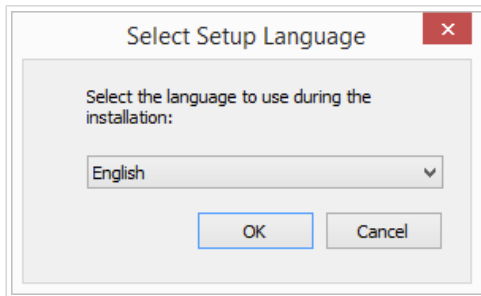 Select Setup Language
Select the language to use during the
installation:
English
OK
Cancel